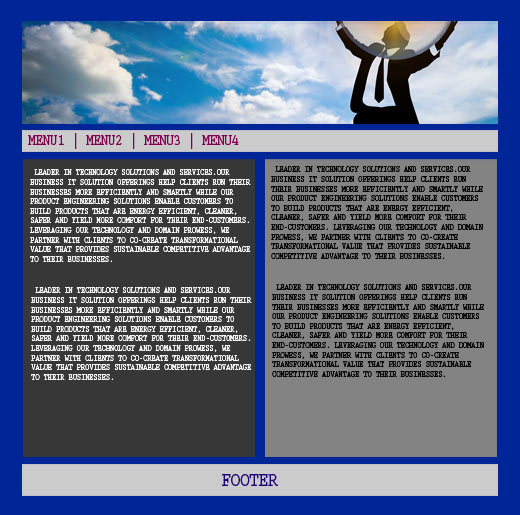 MENU1 | MENU2 | MENU3 | MENU4
LEADER IN TECHNOLOGY SOLUTIONS AND SERVICES.OUR
BUSINESS IT SOLUTION OFFERINGS HELP CLIENTS RUN THEIR
BUSINESSES MORE EFFICIENTLY AND SMARTLY WHILE OUR
PRODUCT ENGINEERING SOLUTIONS ENABLE CUSTOMERS TO
BUILD PRODUCTS THAT ARE ENERGY EFFICIENT, CLEANER,
SAFER AND YIELD MORE COMFORT FOR THEIR END-CUSTOMERS.
LEVERAGING OUR TECHNOLOGY AND DOMAIN PROWESS, WE
PARTNER WITH CLIENTS TO CO-CREATE TRANSFORMATIONAL
VALUE THAT PROVIDES SUSTAINABLE COMPETITIVE ADVANTAGE
TO THEIR BUSINESSES.
LEADER IN TECHNOLOGY SOLUTIONS AND SERVICES.OUR
BUSINESS IT SOLUTION OFFERINGS HELP CLIENTS RUN THEIR
BUSINESSES MORE EFFICIENTLY AND SMARTLY WHILE OUR
PRODUCT ENGINEERING SOLUTIONS ENABLE CUSTOMERS TO
BUILD PRODUCTS THAT ARE ENERGY EFFICIENT, CLEANER,
SAFER AND YIELD MORE COMFORT FOR THEIR END-CUSTOMERS.
LEVERAGING OUR TECHNOLOGY AND DOMAIN PROWESS, WE
PARTNER WITH CLIENTS TO CO-CREATE TRANSFORMATIONAL
VALUE THAT PROVIDES SUSTAINABLE COMPETITIVE ADVANTAGE
TO THEIR BUSINESSES.
LEADER IN TECHNOLOGY SOLUTIONS AND SERVICES.OUR
BUSINESS IT SOLUTION OFFERINGS HELP CLIENTS RUN
THEIR BUSINESSES MORE EFFICIENTLY AND SMARTLY WHILE
OUR PRODUCT ENGINEERING SOLUTIONS ENABLE CUSTOMERS
TO BUILD PRODUCTS THAT ARE ENERGY EFFICIENT,
CLEANER, SAFER AND YIELD MORE COMFORT FOR THEIR
END-CUSTOMERS. LEVERAGING OUR TECHNOLOGY AND DOMAIN
PROWESS, WE PARTNER WITH CLIENTS TO CO-CREATE
TRANSFORMATIONAL VALUE THAT PROVIDES SUSTAINABLE
COMPETITIVE ADVANTAGE TO THEIR BUSINESSES.
LEADER IN TECHNOLOGY SOLUTIONS AND SERVICES.OUR
BUSINESS IT SOLUTION OFFERINGS HELP CLIENTS RUN
THEIR BUSINESSES MORE EFFICIENTLY AND SMARTLY WHILE
OUR PRODUCT ENGINEERING SOLUTIONS ENABLE CUSTOMERS
TO BUILD PRODUCTS THAT ARE ENERGY EFFICIENT,
CLEANER, SAFER AND YIELD MORE COMFORT FOR THEIR
END-CUSTOMERS. LEVERAGING OUR TECHNOLOGY AND DOMAIN
PROWESS, WE PARTNER WITH CLIENTS TO CO-CREATE
TRANSFORMATIONAL VALUE THAT PROVIDES SUSTAINABLE
COMPETITIVE ADVANTAGE TO THEIR BUSINESSES.
FOOTER